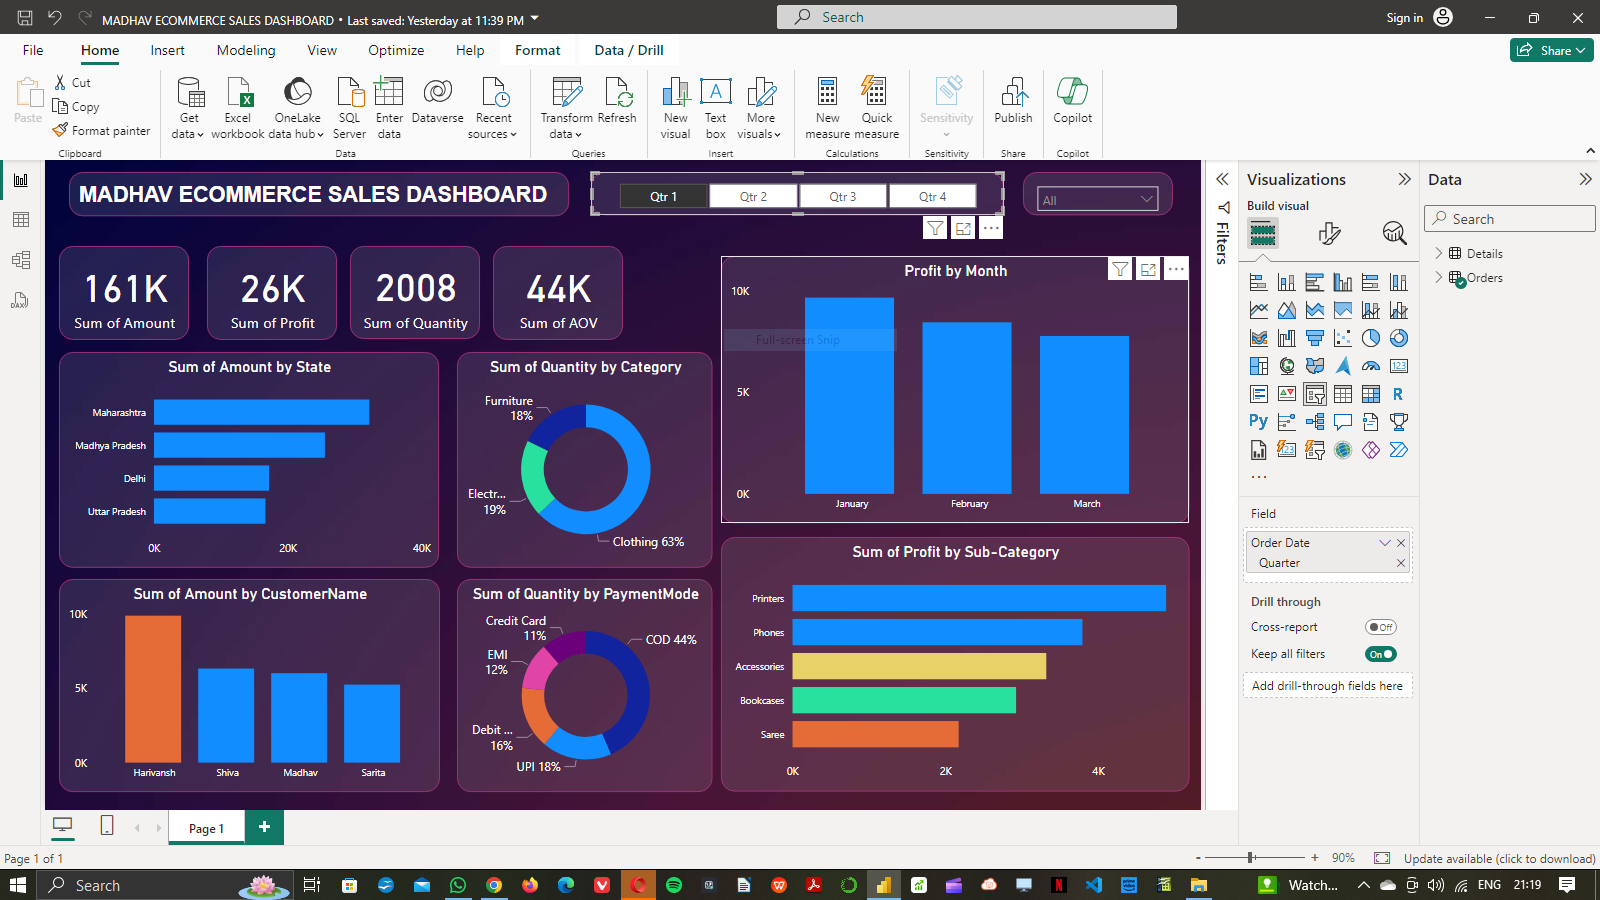 MADHAV ECOMMERCE SALES DASHBOARD • Last saved: Yesterday at 11:39 PM
Search
Sign in
File
Home
Insert
Modeling
View
Optimize
Help
Format
Data / Drill
Share
Paste
Cut
Copy
Format painter
Clipboard
Get data
Excel workbook
OneLake data hub
SQL Server
Enter data
Dataverse
Recent sources
Data
Transform data
Refresh
Queries
New visual
Text box
More visuals
Insert
New measure
Quick measure
Calculations
Sensitivity
Sensitivity
Publish
Share
Copilot
Copilot
MADHAV ECOMMERCE SALES DASHBOARD
Qtr 1
Qtr 2
Qtr 3
Qtr 4
All
161K
Sum of Amount
26K
Sum of Profit
2008
Sum of Quantity
44K
Sum of AOV
Profit by Month
10K
5K
0K
January
February
March
Full-screen Snip
Sum of Amount by State
Maharashtra
Madhya Pradesh
Delhi
Uttar Pradesh
0K
20K
40K
Sum of Quantity by Category
Furniture
18%
Electr...
19%
Clothing 63%
Sum of Amount by CustomerName
10K
5K
0K
Harivansh
Shiva
Madhav
Sarita
Sum of Quantity by PaymentMode
Credit Card
11%
EMI
12%
Debit ...
16%
UPI 18%
COD 44%
Sum of Profit by Sub-Category
Printers
Phones
Accessories
Bookcases
Saree
0K
2K
4K
Filters
Visualizations
Build visual
123
R
Py
123
Field
Order Date
Quarter
Drill through
Cross-report
Off
Keep all filters
On
Add drill-through fields here
Data
Search
Details
Orders
DAX
Page 1
Page 1 of 1
90%
Update available (click to download)
Search
Watch...
ENG
21:19